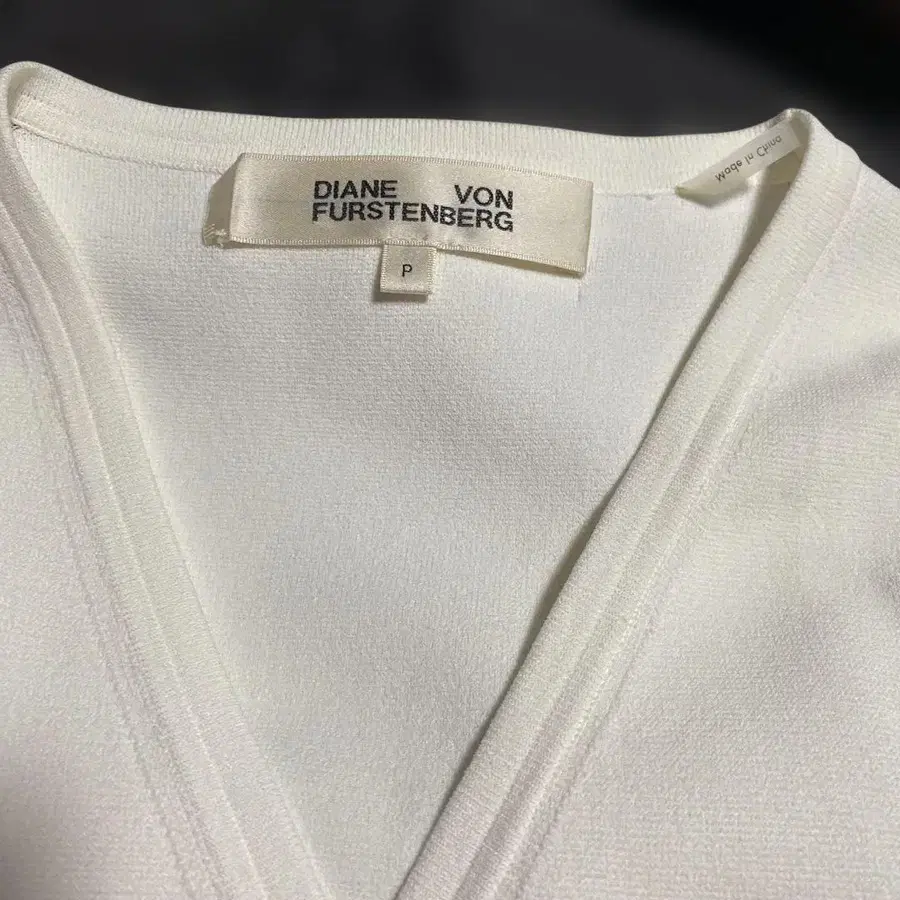 DIANE VON
FURSTENBERG
P
Made In China